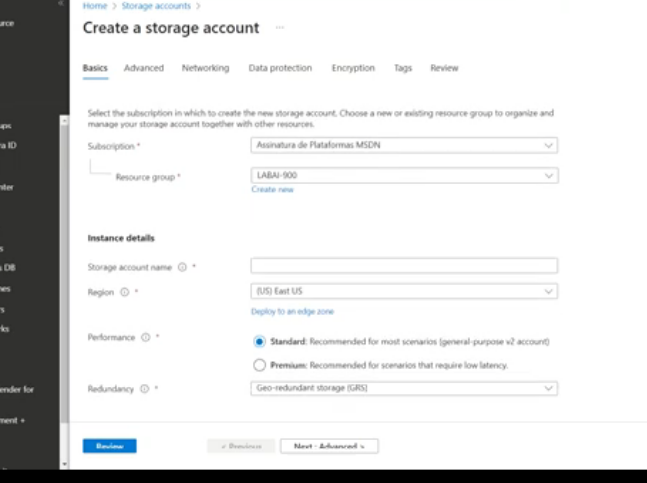 Home > Storage accounts >
urce
Create a storage account ...
Basics Advanced Networking Data protection Encryption Tags Review
Select the subscription in which to create the new storage account. Choose a new or existing resource group to organize and
manage your storage account together with other resources.
ups
Subscription * Assinatura de Plataformas MSDN
a ID
Resource group * LABAI-900
Create new
nter
Instance details
s
DB
Storage account name *
Region * (US) East US
nes
Deploy to an edge zone
rs
rks
Performance * Standard: Recommended for most scenarios (general-purpose v2 account)
Premium: Recommended for scenarios that require low latency.
Redundancy * Geo-redundant storage (GRS)
ender for
ment +
Review < Previous Next : Advanced >